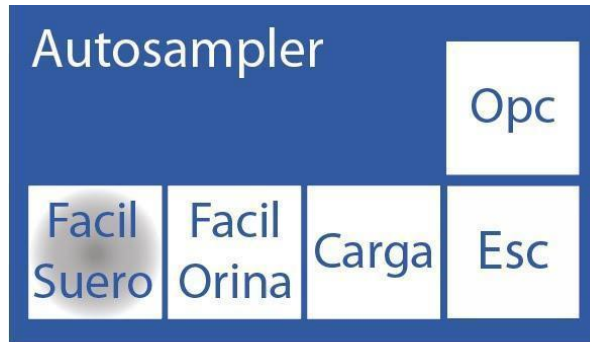 Autosampler
Opc
Facil
Suero
Facil
Orina
Carga
Esc